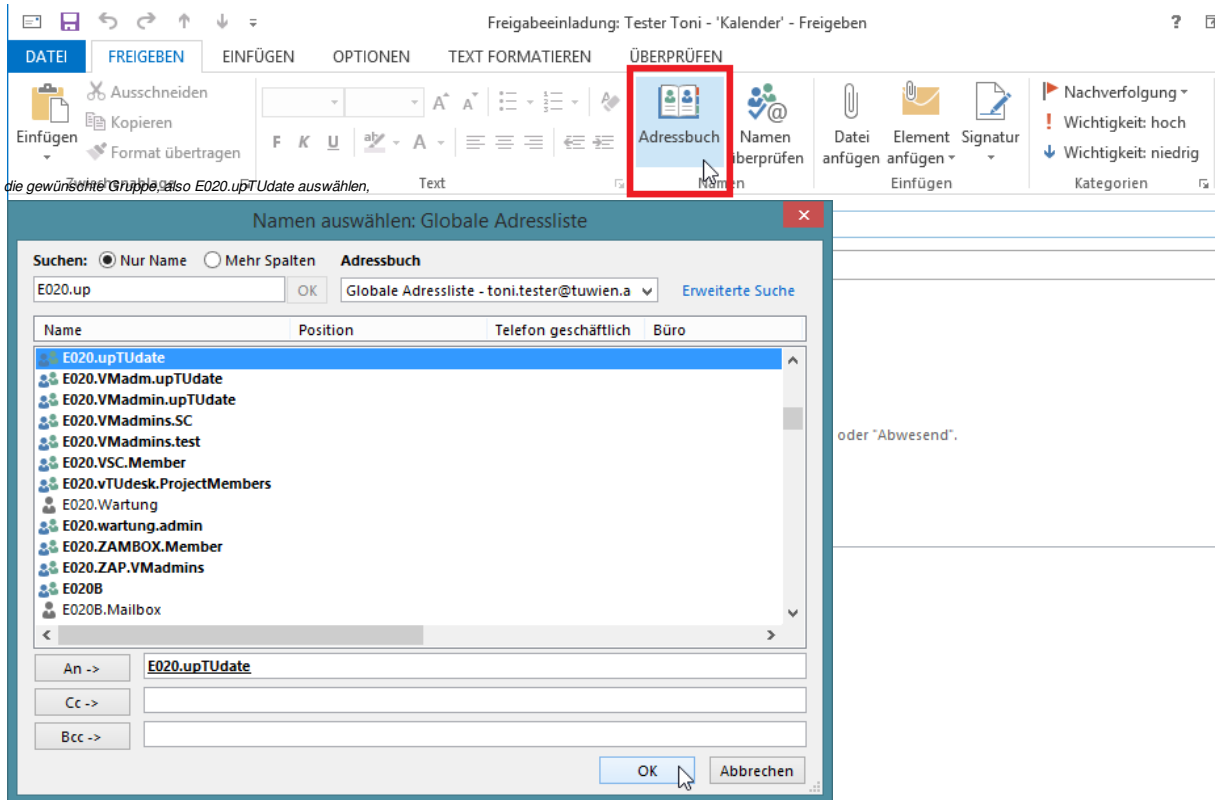 Freigabeeinladung: Tester Toni - 'Kalender' - Freigeben ?
DATEI FREIGEBEN EINFÜGEN OPTIONEN TEXT FORMATIEREN ÜBERPRÜFEN
Einfügen
Ausschneiden
Kopieren
Format übertragen
F K U aby A
Adressbuch
Namen überprüfen
Datei anfügen
Element anfügen
Signatur
Nachverfolgung
! Wichtigkeit: hoch
Wichtigkeit: niedrig
Zwischenablage Text Namen Einfügen Kategorien
die gewünschte Gruppe, also E020.upTUdate auswählen,
Namen auswählen: Globale Adressliste
Suchen: Nur Name Mehr Spalten Adressbuch
E020.up OK Globale Adressliste - toni.tester@tuwien.a Erweiterte Suche
Name Position Telefon geschäftlich Büro
E020.upTUdate
E020.VMadm.upTUdate
E020.VMadmin.upTUdate
E020.VMadmins.SC
E020.VMadmins.test
E020.VSC.Member
E020.vTUdesk.ProjectMembers
E020.Wartung
E020.wartung.admin
E020.ZAMBOX.Member
E020.ZAP.VMadmins
E020B
E020B.Mailbox
oder "Abwesend".
An -> E020.upTUdate
Cc ->
Bcc ->
OK Abbrechen